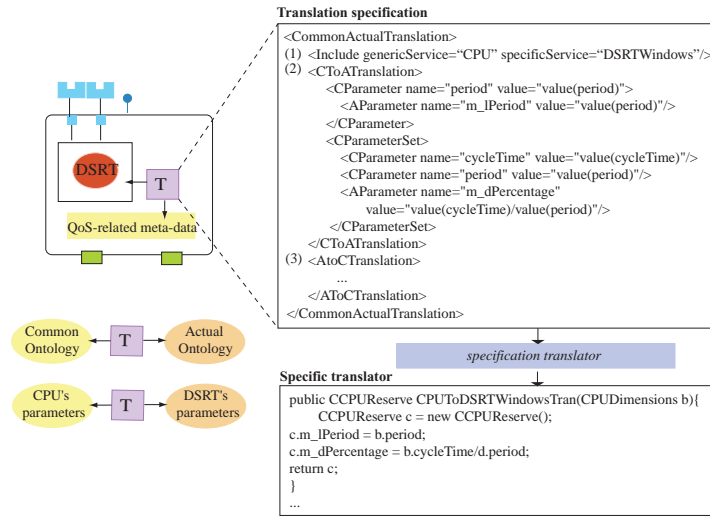 Translation specification
<CommonActualTranslation>
(1) <Include genericService=“CPU” specificService=“DSRTWindows”/>
(2) <CToATranslation>
<CParameter name="period" value="value(period)">
<AParameter name="m_lPeriod" value="value(period)"/>
</CParameter>
<CParameterSet>
<CParameter name="cycleTime" value="value(cycleTime)"/>
<CParameter name="period" value="value(period)"/>
<AParameter name="m_dPercentage"
value="value(cycleTime)/value(period)"/>
</CParameterSet>
</CToATranslation>
(3) <AtoCTranslation>
...
</AToCTranslation>
</CommonActualTranslation>
DSRT
T
QoS-related meta-data
Common
Ontology
T
Actual
Ontology
CPU's
parameters
T
DSRT's
parameters
specification translator
Specific translator
public CCPUReserve CPUToDSRTWindowsTran(CPUDimensions b){
CCPUReserve c = new CCPUReserve();
c.m_lPeriod = b.period;
c.m_dPercentage = b.cycleTime/d.period;
return c;
}
...